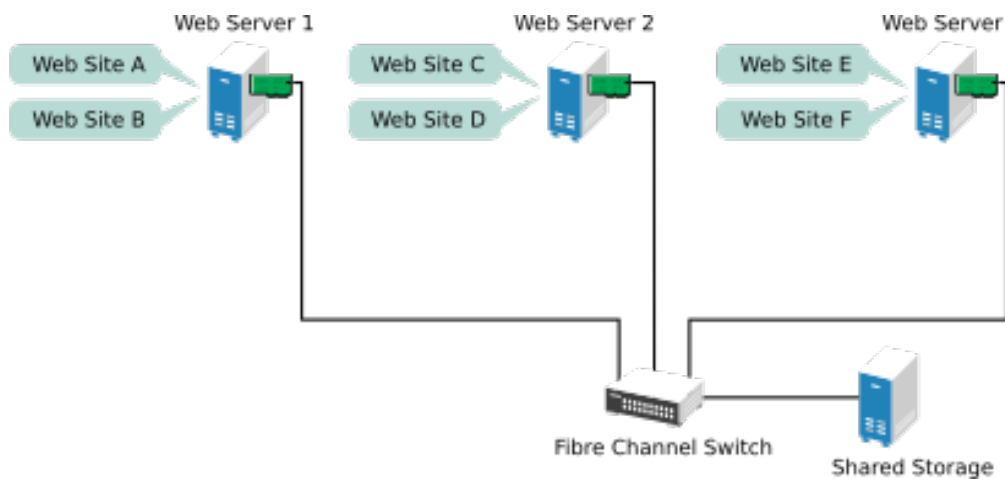 Web Server 1
Web Server 2
Web Server
Web Site A
Web Site C
Web Site E
Web Site B
Web Site D
Web Site F
Fibre Channel Switch
Shared Storage